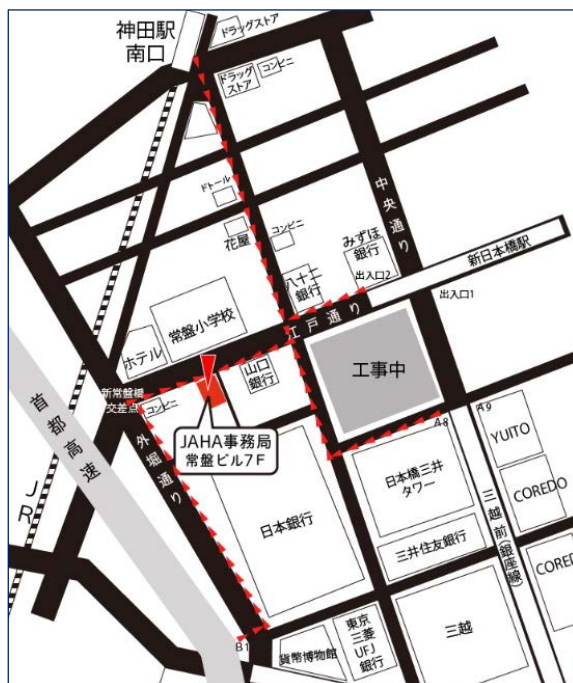 神田駅
南口
ドラッグストア
ドラッグ
ストア
コンビニ
ドトール
花屋
コンビニ
中央通り
みずほ
銀行
出入口2
新日本橋駅
出入口1
八十二
銀行
江戸通り
常盤小学校
ホテル
工事中
山口
銀行
新常盤橋
交差点
コンビニ
首都高速
JR
外堀通り
JAHA事務局
常盤ビル7F
日本銀行
A8
A9
YUITO
日本橋三井
タワー
COREDO
三井住友銀行
三越前(銀座線)
COREDO
B1
貨幣博物館
東京
三菱
UFJ
銀行
三越